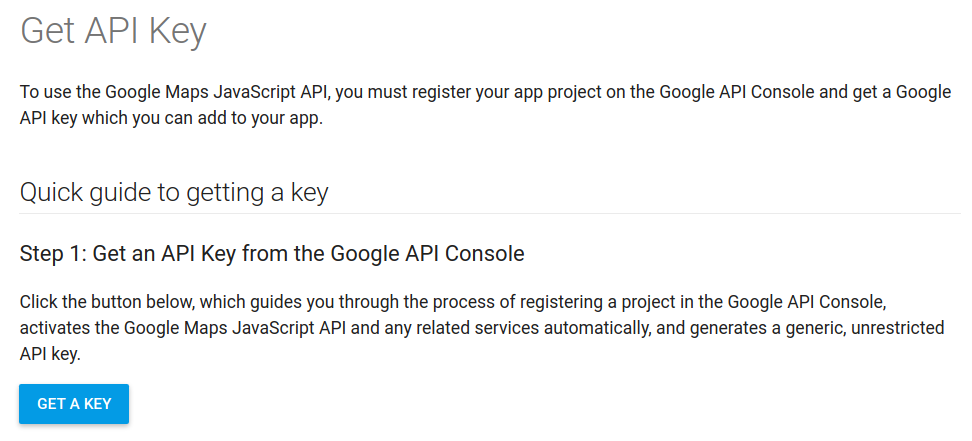 Get API Key
To use the Google Maps JavaScript API, you must register your app project on the Google API Console and get a Google
API key which you can add to your app.
Quick guide to getting a key
Step 1: Get an API Key from the Google API Console
Click the button below, which guides you through the process of registering a project in the Google API Console,
activates the Google Maps JavaScript API and any related services automatically, and generates a generic, unrestricted
API key.
GET A KEY